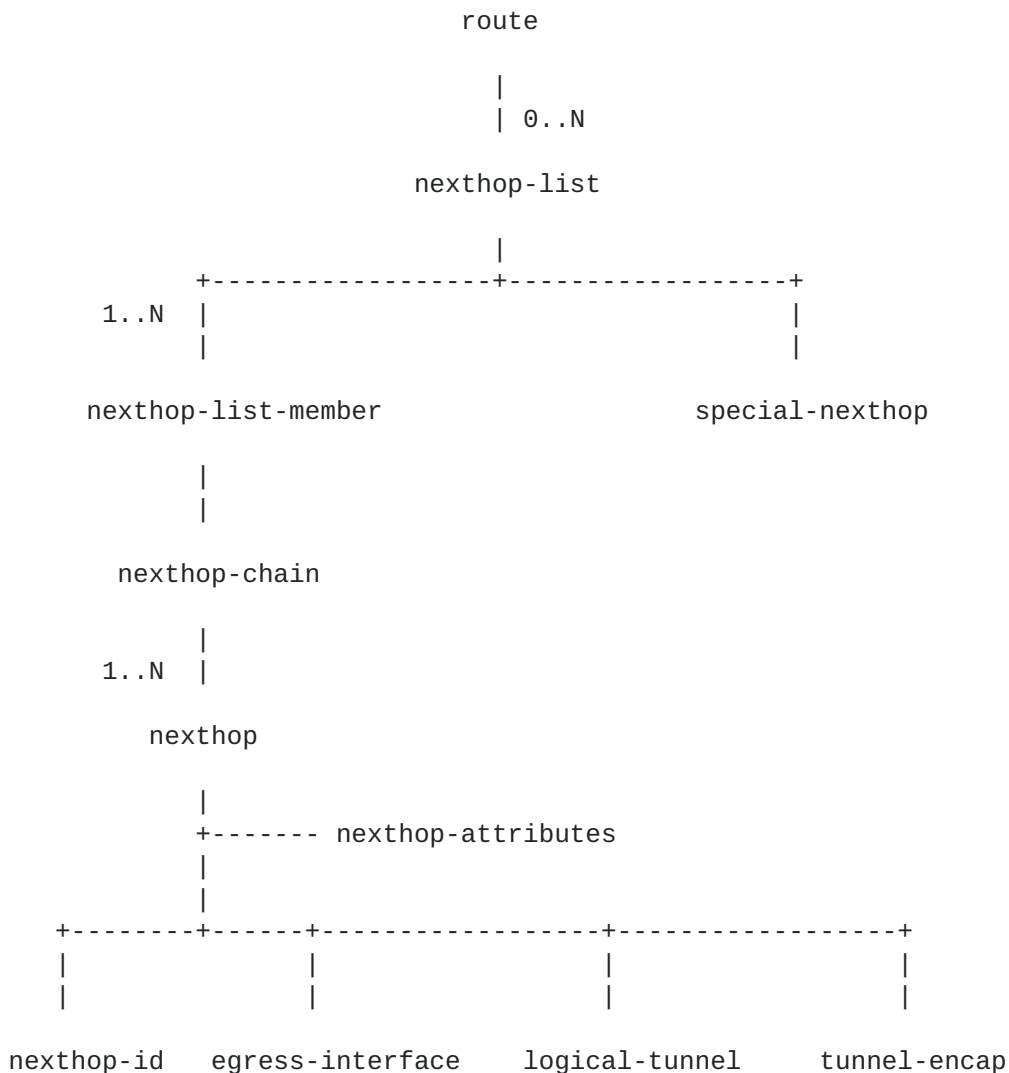 route
0..N
nexthop-list
1..N
nexthop-list-member special-nexthop
nexthop-chain
1..N
nexthop
nexthop-attributes
nexthop-id egress-interface logical-tunnel tunnel-encap